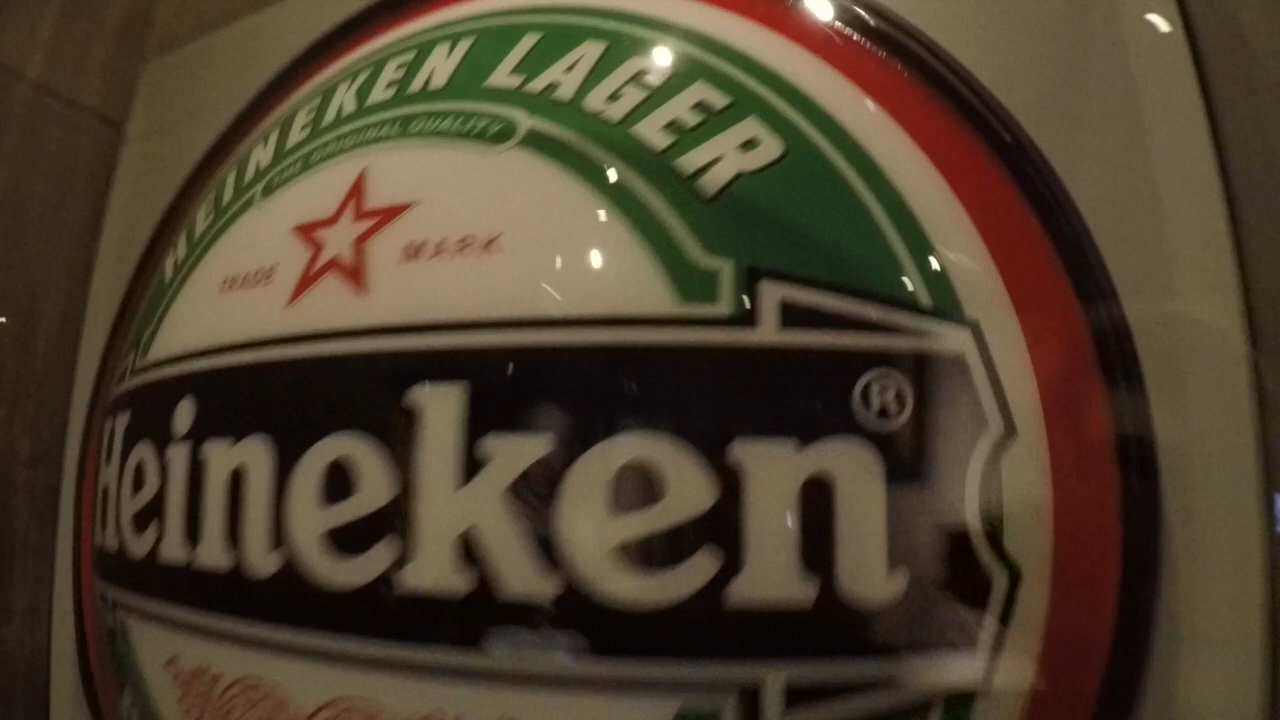 HEINEKEN LAGER
THE ORIGINAL QUALITY
TRADE MARK
Heineken®